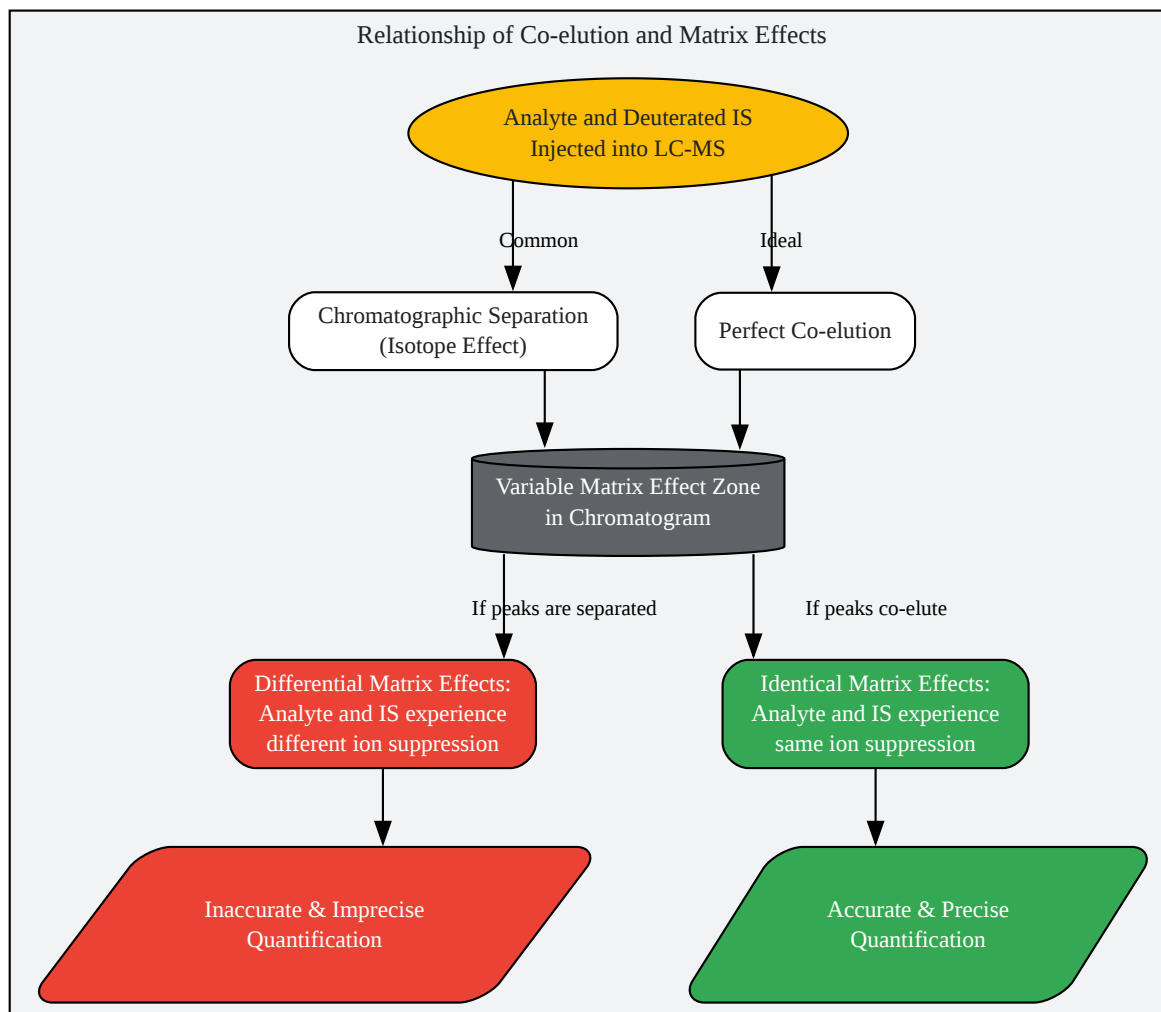 Relationship of Co-elution and Matrix Effects
Analyte and Deuterated IS
Injected into LC-MS
Common
Ideal
Chromatographic Separation
(Isotope Effect)
Perfect Co-elution
Variable Matrix Effect Zone
in Chromatogram
If peaks are separated
If peaks co-elute
Differential Matrix Effects:
Analyte and IS experience
different ion suppression
Identical Matrix Effects:
Analyte and IS experience
same ion suppression
Inaccurate & Imprecise
Quantification
Accurate & Precise
Quantification